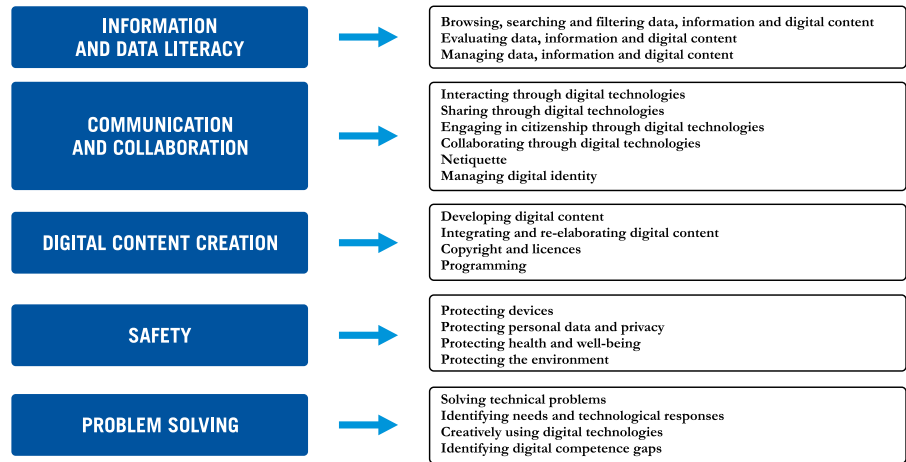 INFORMATION
AND DATA LITERACY
Browsing, searching and filtering data, information and digital content
Evaluating data, information and digital content
Managing data, information and digital content
COMMUNICATION
AND COLLABORATION
Interacting through digital technologies
Sharing through digital technologies
Engaging in citizenship through digital technologies
Collaborating through digital technologies
Netiquette
Managing digital identity
DIGITAL CONTENT CREATION
Developing digital content
Integrating and re-elaborating digital content
Copyright and licences
Programming
SAFETY
Protecting devices
Protecting personal data and privacy
Protecting health and well-being
Protecting the environment
PROBLEM SOLVING
Solving technical problems
Identifying needs and technological responses
Creatively using digital technologies
Identifying digital competence gaps